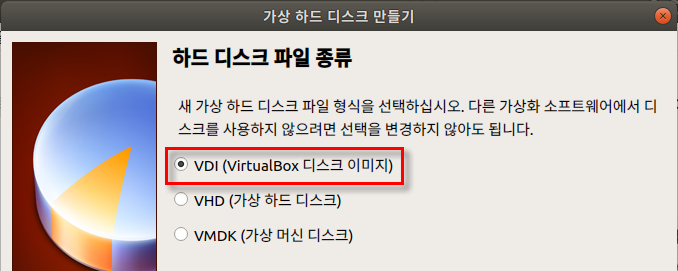 가상 하드 디스크 만들기
하드 디스크 파일 종류
새 가상 하드 디스크 파일 형식을 선택하십시오. 다른 가상화 소프트웨어에서 디
스크를 사용하지 않으려면 선택을 변경하지 않아도 됩니다.
VDI (VirtualBox 디스크 이미지)
VHD (가상 하드 디스크)
VMDK (가상 머신 디스크)